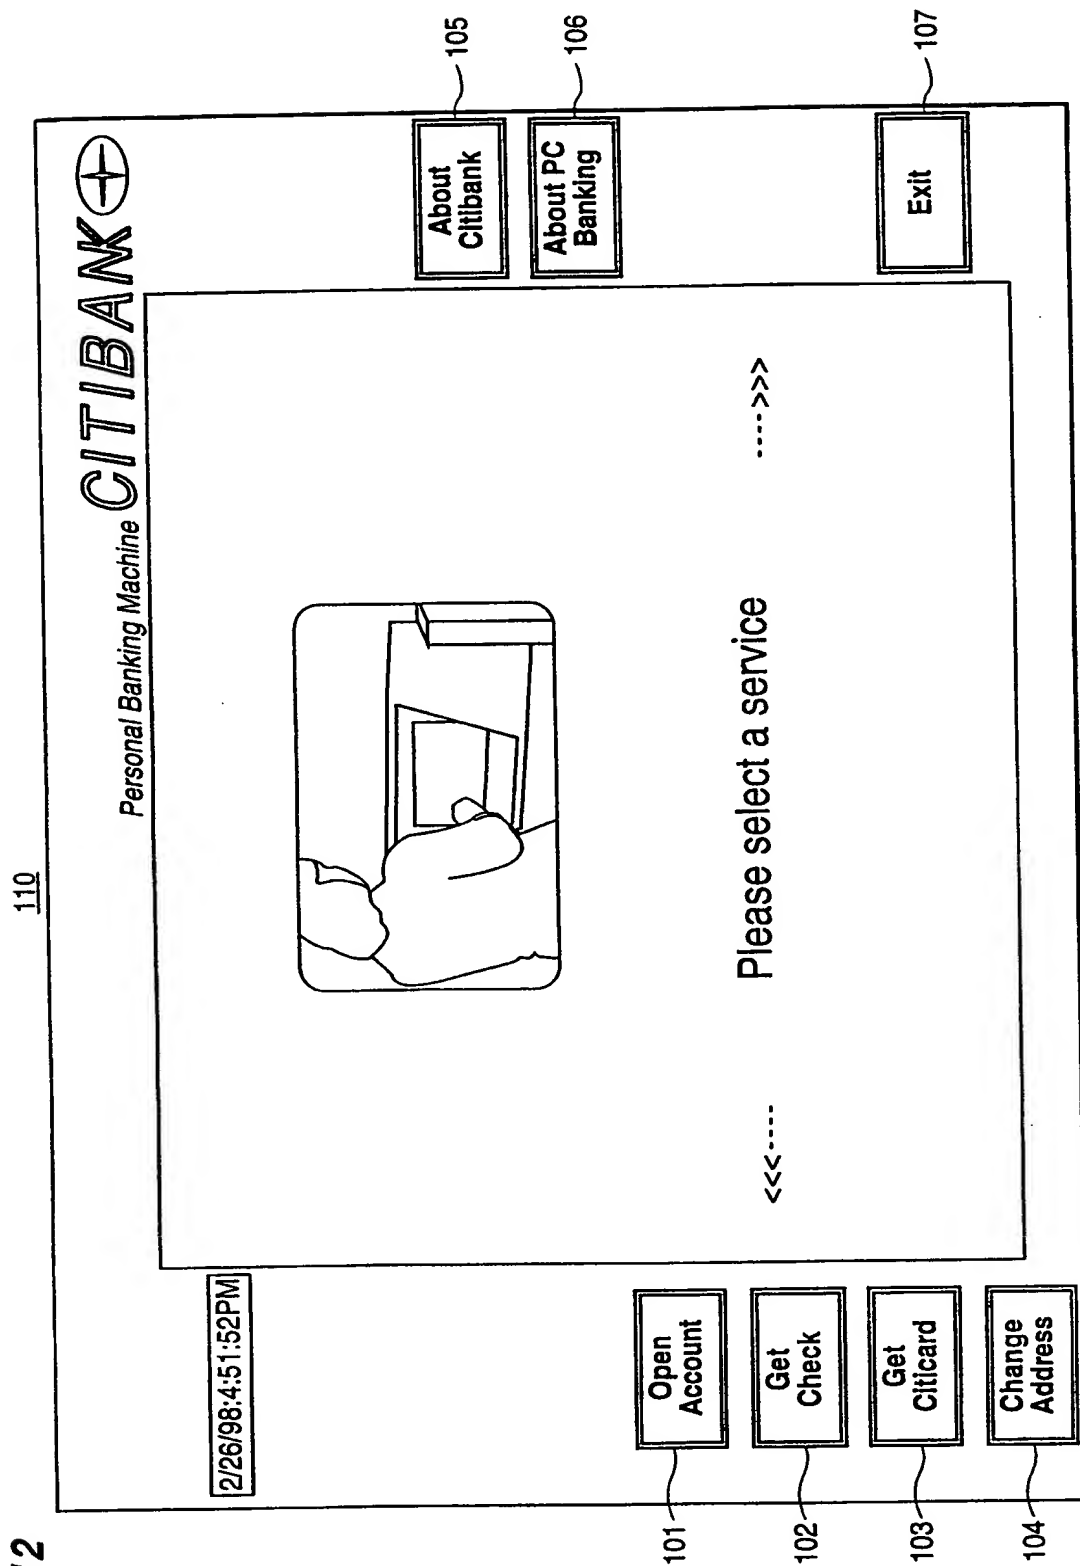 110
Personal Banking Machine CITIBANK
2/26/98:4:51:52PM
About
Citibank
105
About PC
Banking
106
Open
Account
101
Get
Check
102
<<<---- Please select a service ---->>>
Get
Citicard
103
Exit
107
Change
Address
104